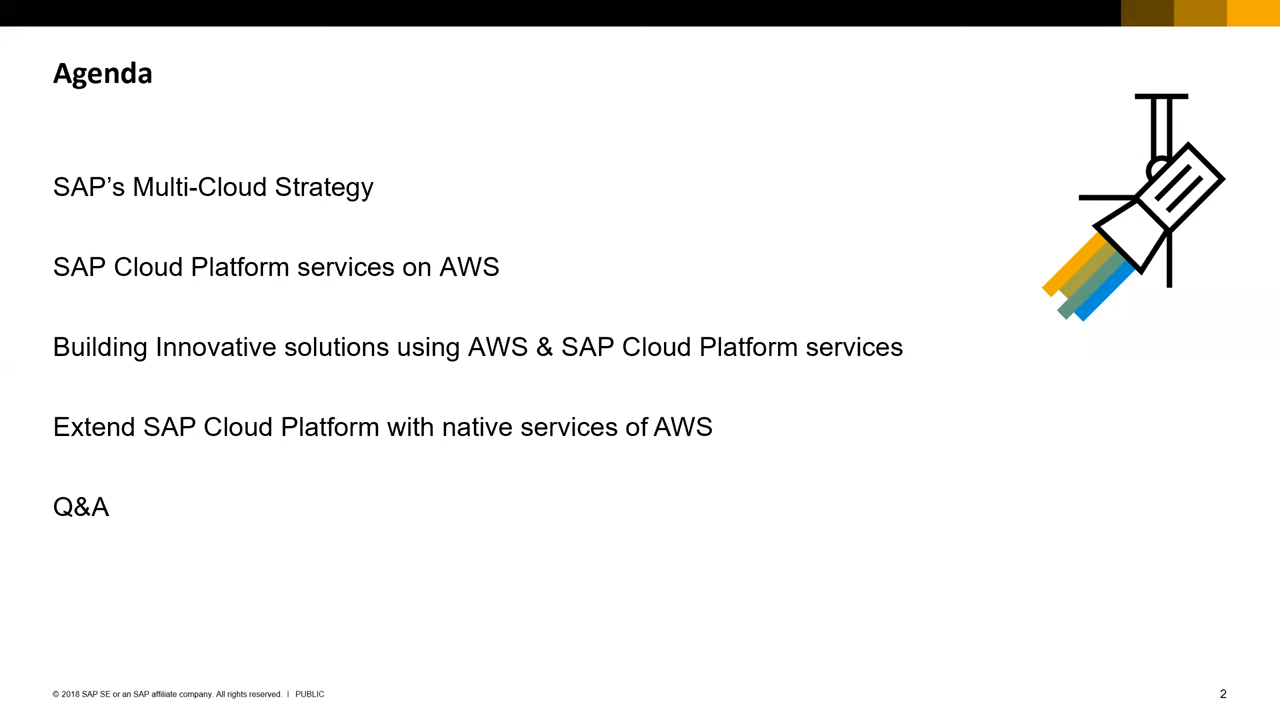 Agenda
SAP’s Multi-Cloud Strategy
SAP Cloud Platform services on AWS
Building Innovative solutions using AWS & SAP Cloud Platform services
Extend SAP Cloud Platform with native services of AWS
Q&A
© 2018 SAP SE or an SAP affiliate company. All rights reserved. I PUBLIC
2